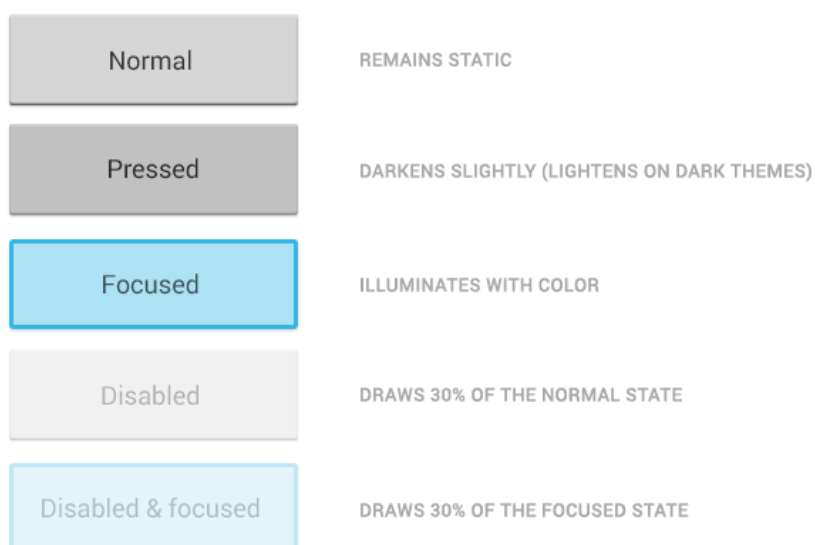 Normal
REMAINS STATIC
Pressed
DARKENS SLIGHTLY (LIGHTENS ON DARK THEMES)
Focused
ILLUMINATES WITH COLOR
Disabled
DRAWS 30% OF THE NORMAL STATE
Disabled & focused
DRAWS 30% OF THE FOCUSED STATE